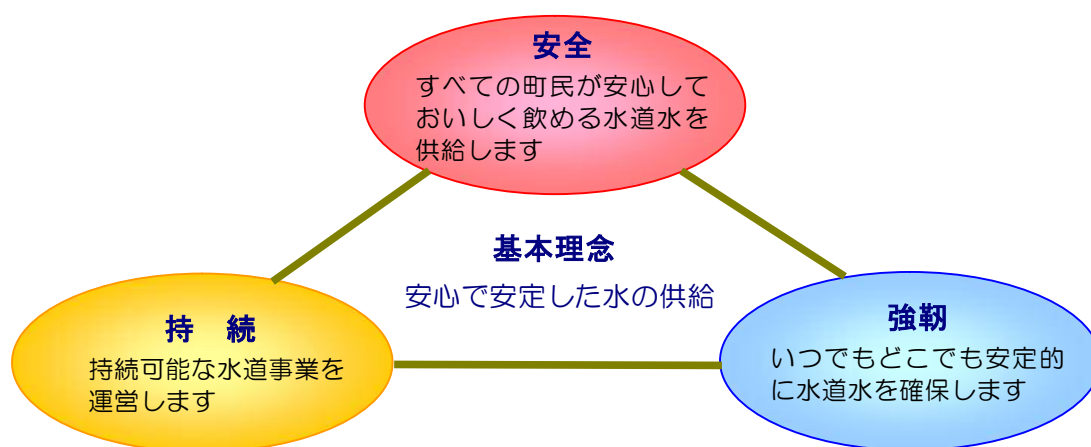 安全
すべての町民が安心して
おいしく飲める水道水を
供給します
基本理念
安心で安定した水の供給
持　続
持続可能な水道事業を
運営します
強靭
いつでもどこでも安定的
に水道水を確保します